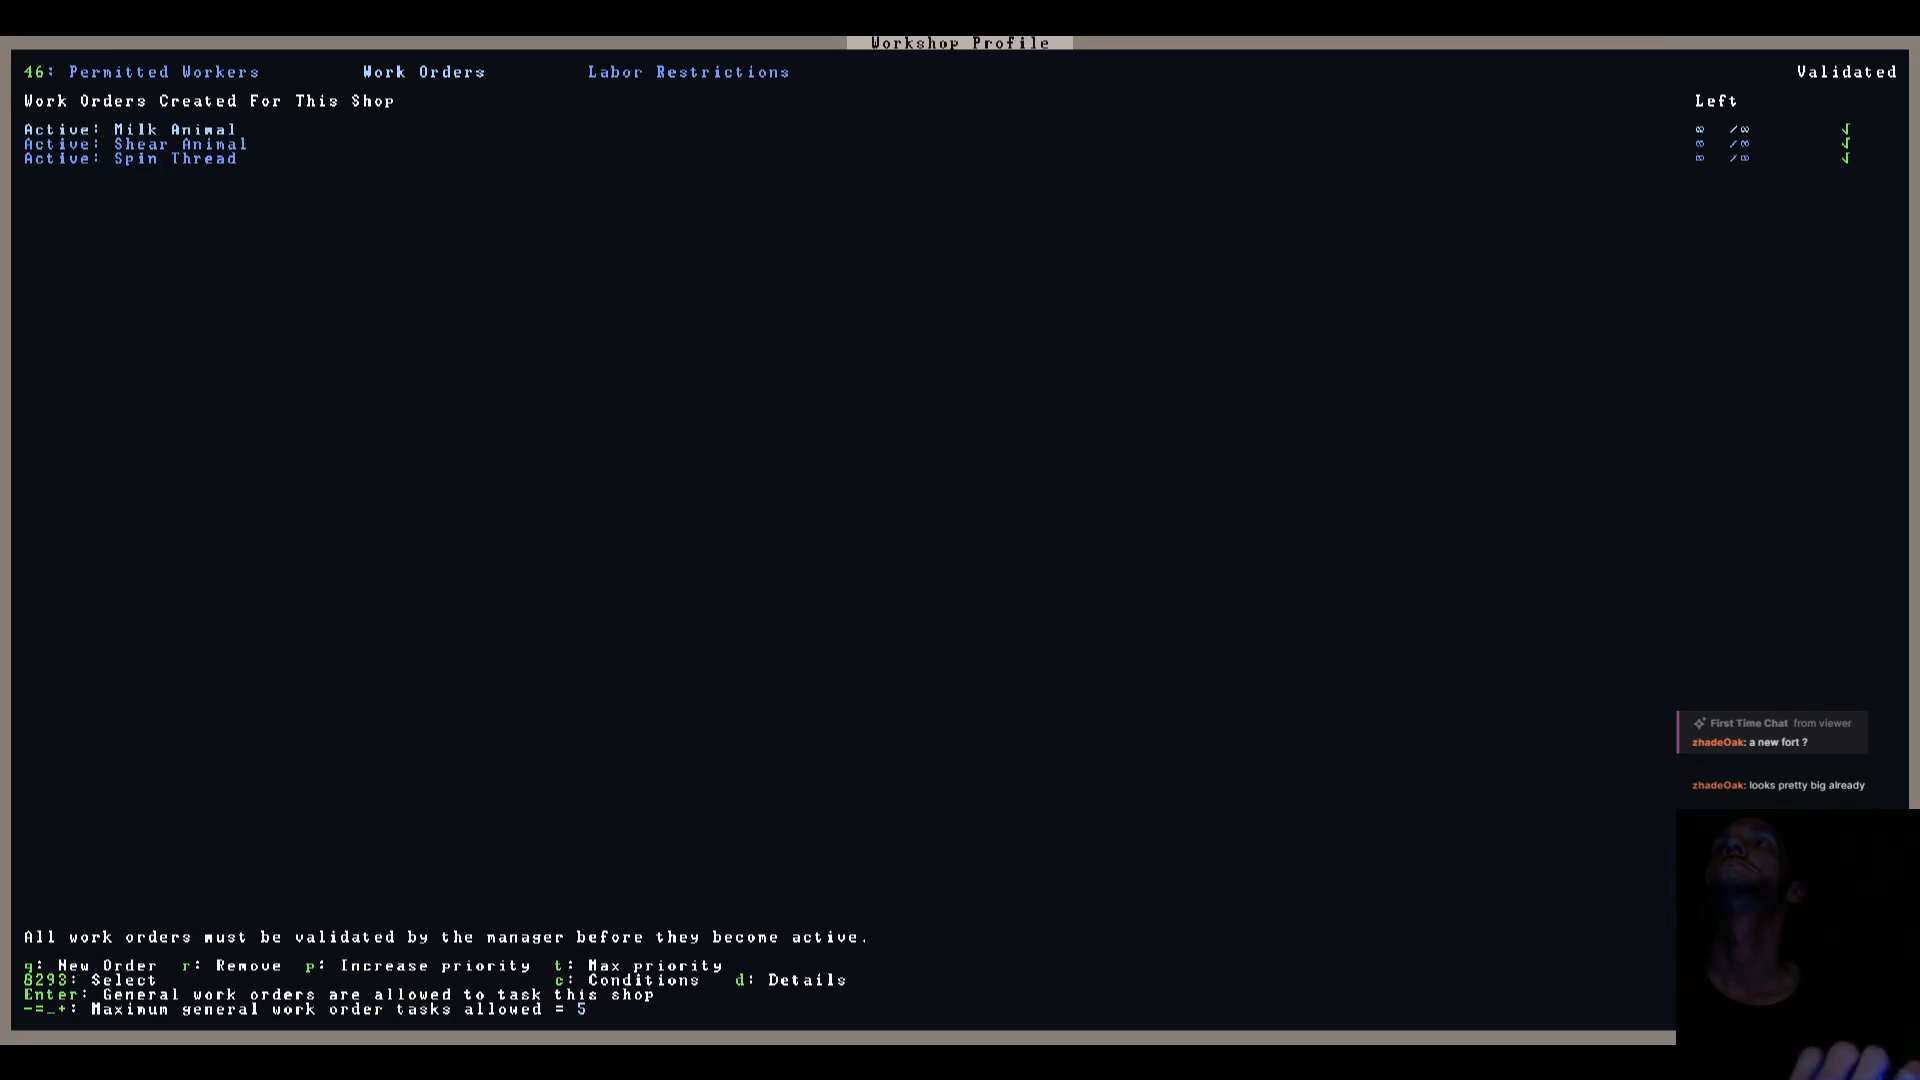 Workshop Profile
46: Permitted Workers Work Orders Labor Restrictions Validated
Work Orders Created For This Shop Left
Active: Milk Animal ∞ /∞ √
Active: Shear Animal ∞ /∞ √
Active: Spin Thread ∞ /∞ √
First Time Chat from viewer
zhadeOak: a new fort ?
zhadeOak: looks pretty big already
All work orders must be validated by the manager before they become active.
q: New Order r: Remove p: Increase priority t: Max priority
8293: Select c: Conditions d: Details
Enter: General work orders are allowed to task this shop
-=_+: Maximum general work order tasks allowed = 5